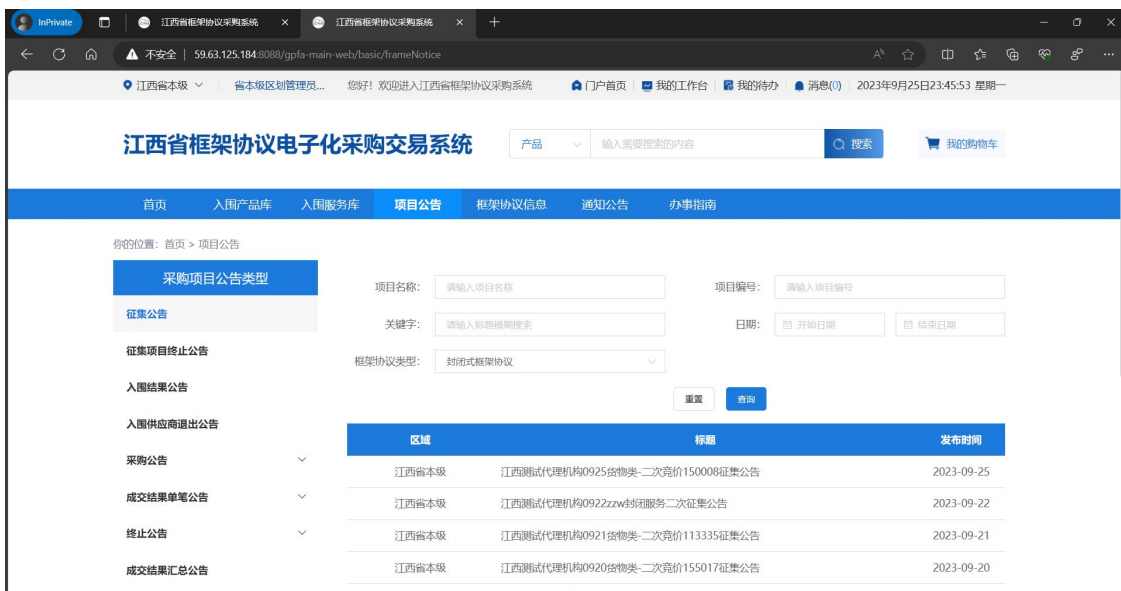 InPrivate 江西省框架协议采购系统 江西省框架协议采购系统
不安全 59.63.125.184:8088/gpfa-main-web/basic/frameNotice
江西省本级 省本级区划管理员... 您好！欢迎进入江西省框架协议采购系统 门户首页 我的工作台 我的待办 消息(0) 2023年9月25日23:45:53 星期一
江西省框架协议电子化采购交易系统 产品 输入需要搜索的内容 搜索 我的购物车
首页 入围产品库 入围服务库 项目公告 框架协议信息 通知公告 办事指南
你的位置：首页 > 项目公告
采购项目公告类型
征集公告
征集项目终止公告
入围结果公告
入围供应商退出公告
采购公告
成交结果单笔公告
终止公告
成交结果汇总公告
项目名称： 请输入项目名称 项目编号： 请输入项目编号
关键字： 请输入标题模糊搜索 日期： 开始日期 结束日期
框架协议类型： 封闭式框架协议
重置 查询
区域 标题 发布时间
江西省本级 江西测试代理机构0925货物类-二次竞价150008征集公告 2023-09-25
江西省本级 江西测试代理机构0922zzw封闭服务二次征集公告 2023-09-22
江西省本级 江西测试代理机构0921货物类-二次竞价113335征集公告 2023-09-21
江西省本级 江西测试代理机构0920货物类-二次竞价155017征集公告 2023-09-20